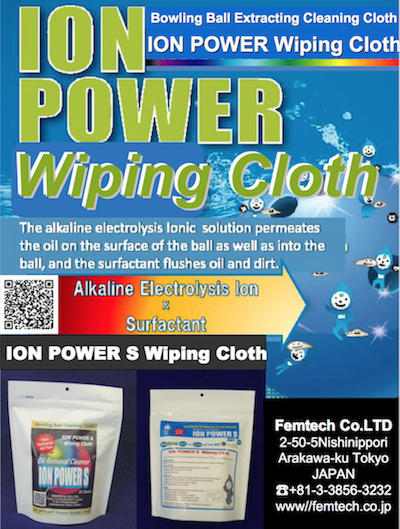 Bowling Ball Extracting Cleaning Cloth
ION POWER Wiping Cloth
ION
POWER
Wiping Cloth
The alkaline electrolysis Ionic solution permeates
the oil on the surface of the ball as well as into the
ball, and the surfactant flushes oil and dirt.
Alkaline Electrolysis Ion
×
Surfactant
ION POWER S Wiping Cloth
Bowling Ball Cleaning Cloth
ION POWER S
Wiping Cloth
Oil Removal Cleaner
ION POWER S
ION POWER S
ION POWER S Wiping Cloth
Femtech Co.LTD
2-50-5Nishinippori
Arakawa-ku Tokyo
JAPAN
☎+81-3-3856-3232
www//femtech.co.jp